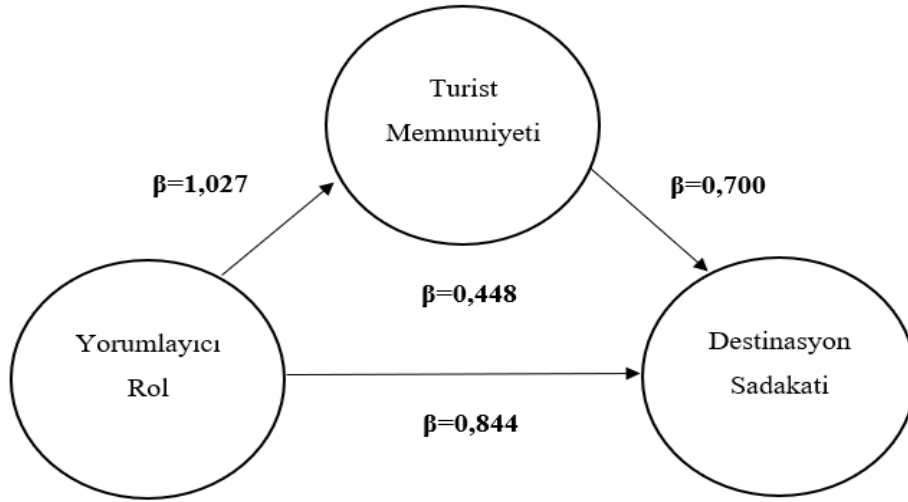 Turist
Memnuniyeti
β=1,027
β=0,700
β=0,448
Yorumlayıcı
Rol
Destinasyon
Sadakati
β=0,844